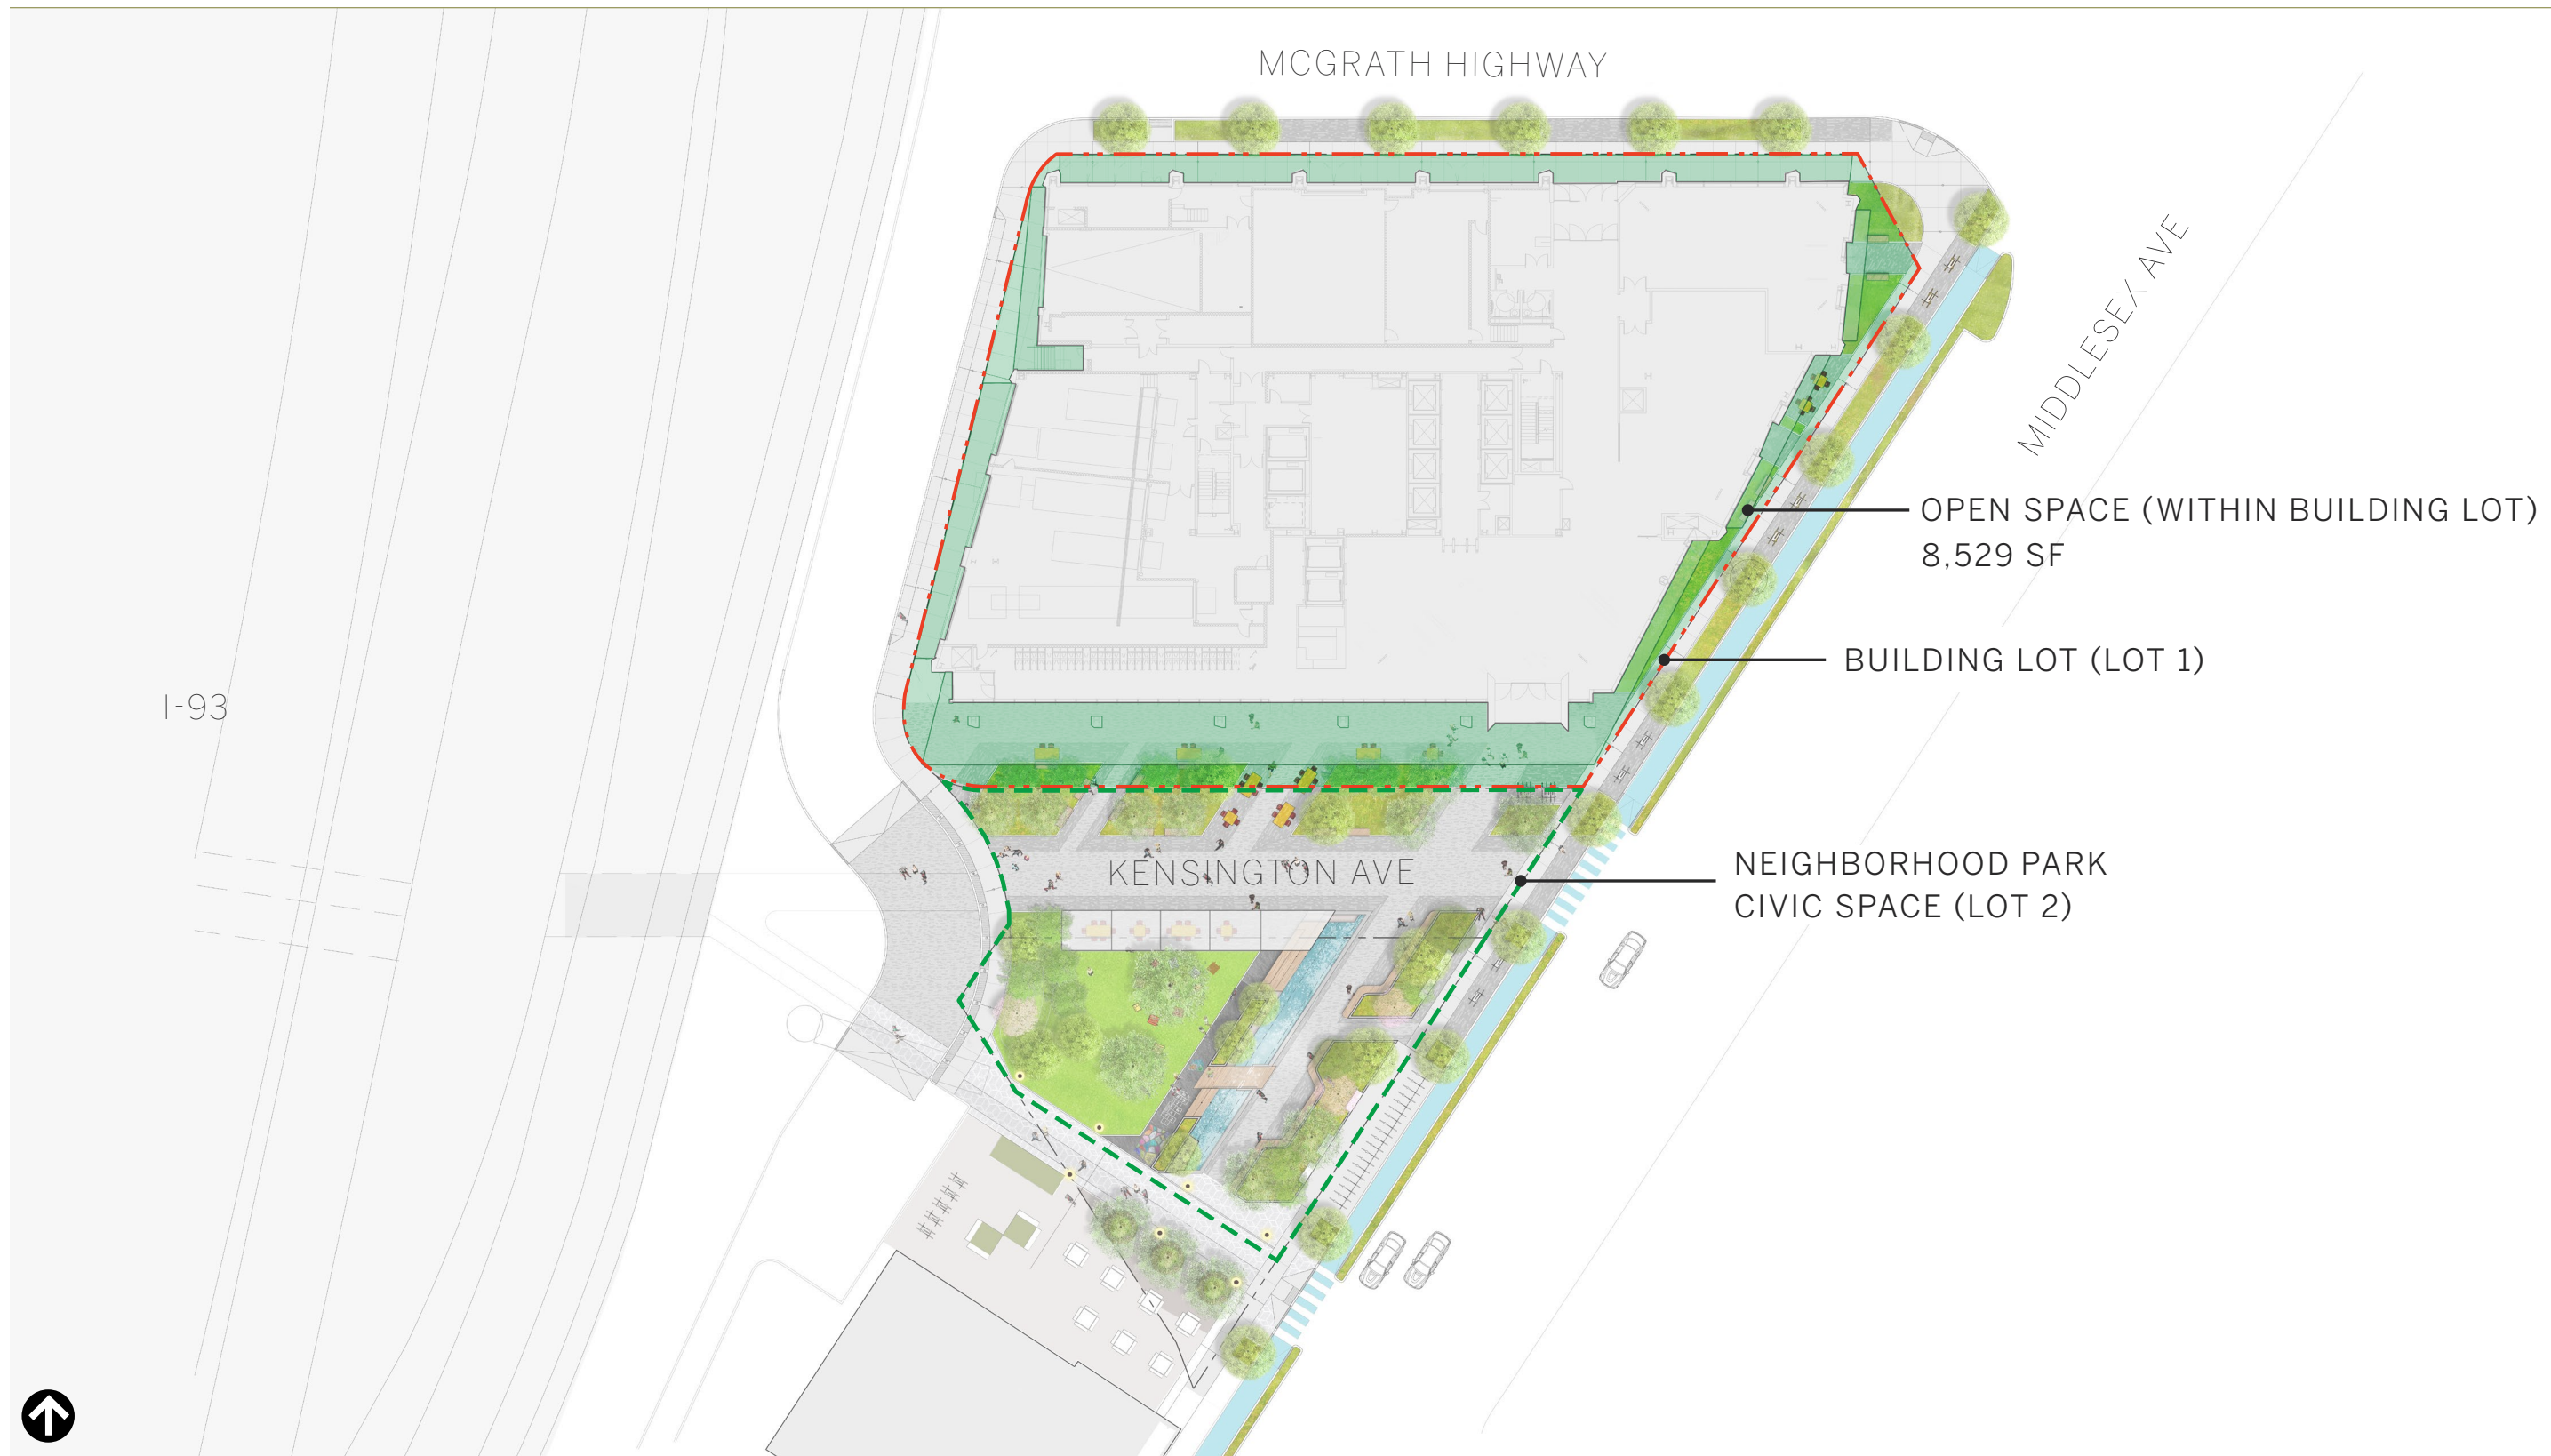 MCGRATH HIGHWAY
MIDDLESEX AVE
OPEN SPACE (WITHIN BUILDING LOT)
8,529 SF
BUILDING LOT (LOT 1)
I-93
NEIGHBORHOOD PARK
CIVIC SPACE (LOT 2)
KENSINGTON AVE